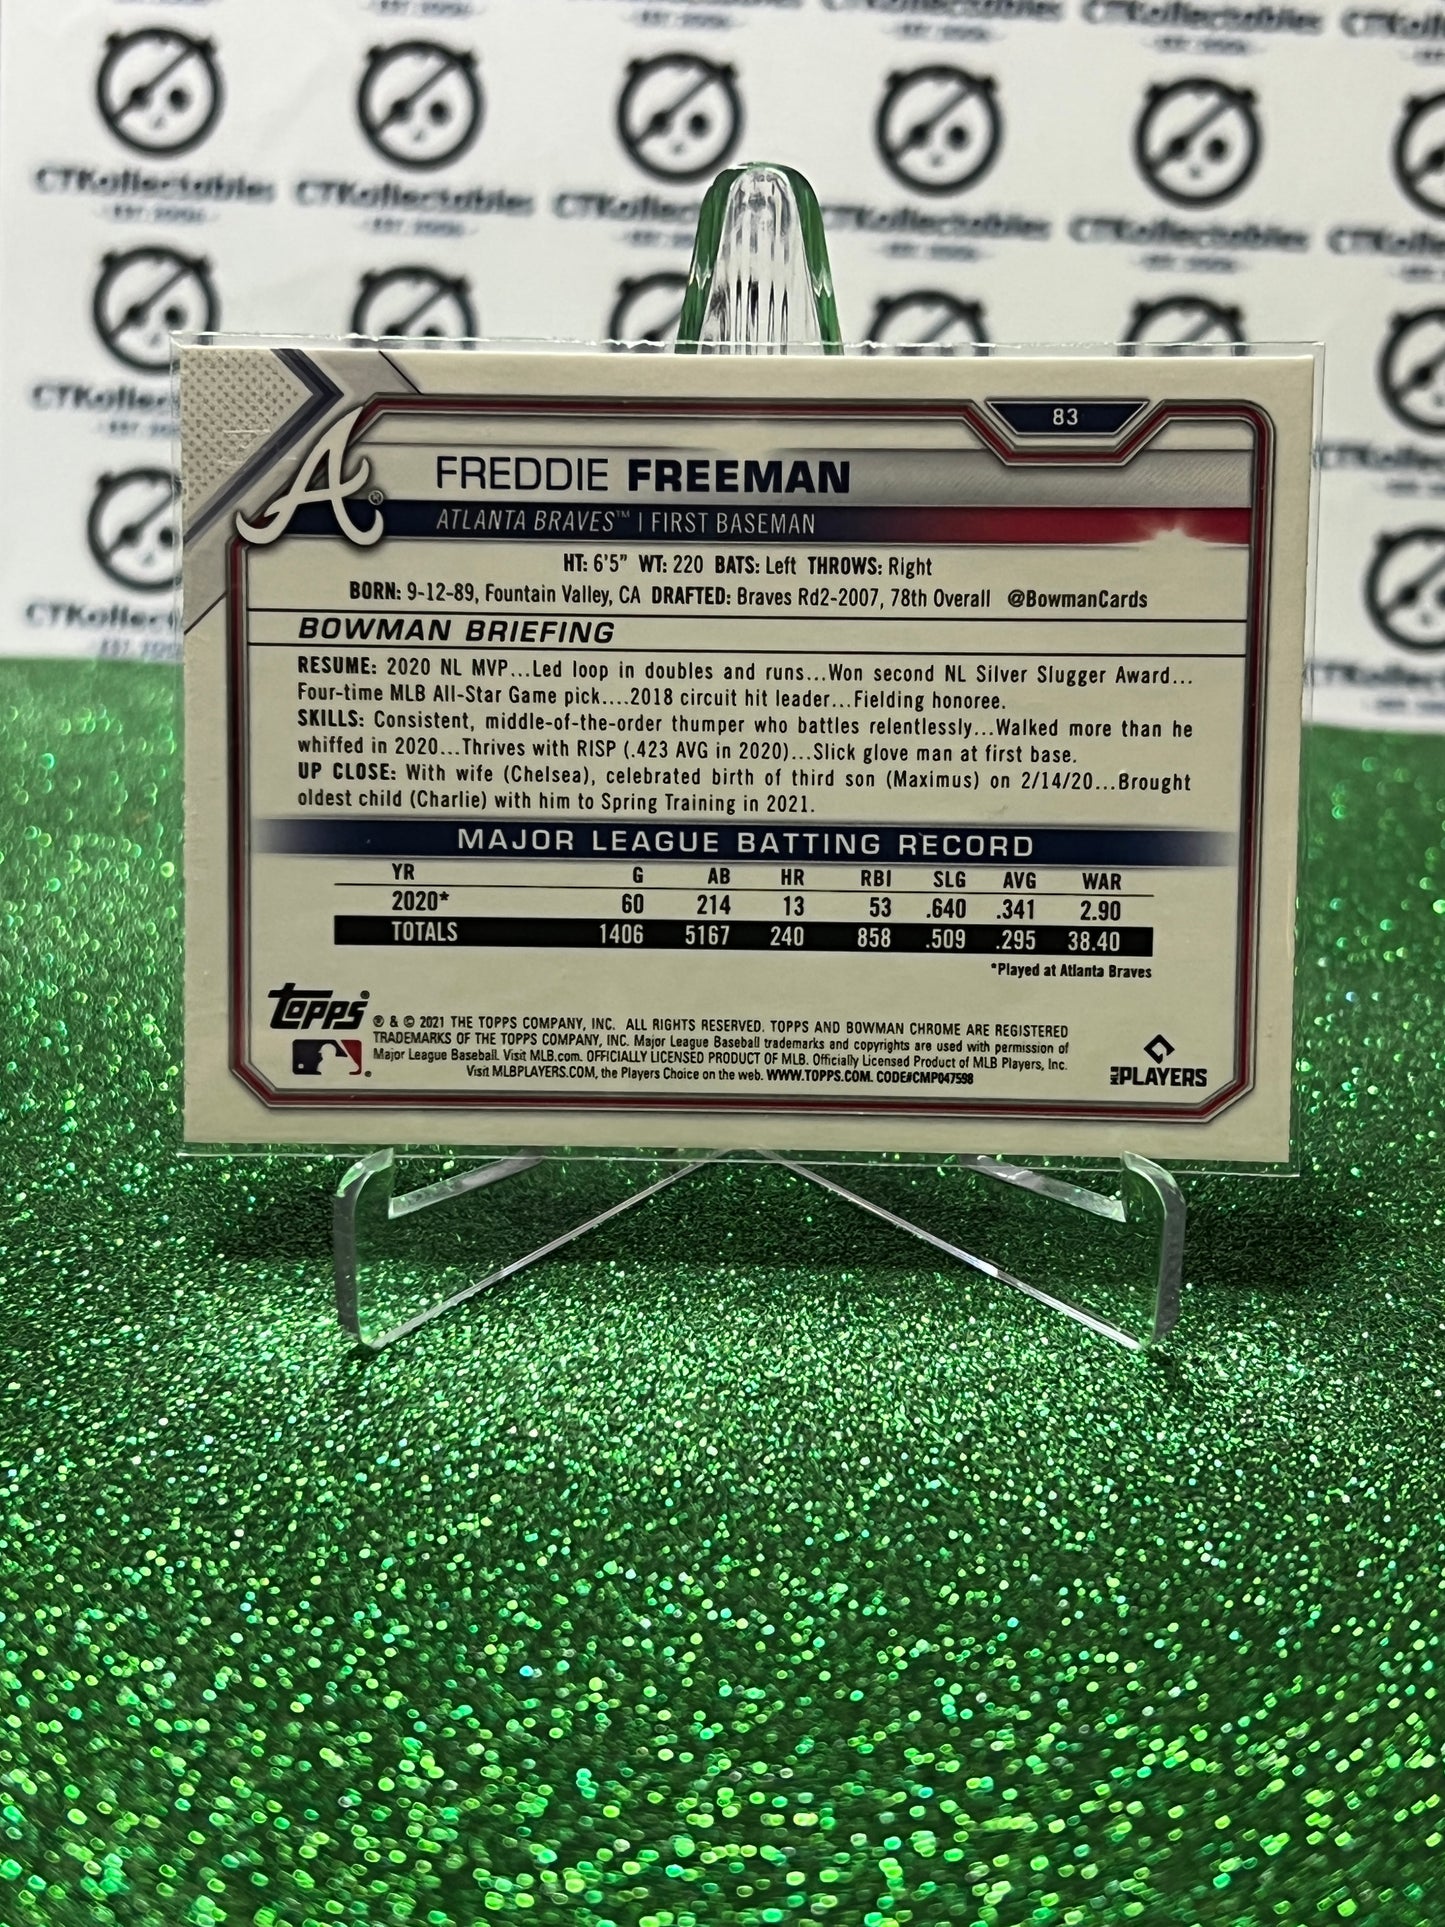 CTKollectables CTKollectables CTKollec tables CTKollectables CTKollectables
EST. 2020
83
A®
FREDDIE FREEMAN
ATLANTA BRAVES™ | FIRST BASEMAN
HT: 6'5" WT: 220 BATS: Left THROWS: Right
BORN: 9-12-89, Fountain Valley, CA DRAFTED: Braves Rd2-2007, 78th Overall @BowmanCards
BOWMAN BRIEFING
RESUME: 2020 NL MVP...Led loop in doubles and runs...Won second NL Silver Slugger Award...
Four-time MLB All-Star Game pick....2018 circuit hit leader...Fielding honoree.
SKILLS: Consistent, middle-of-the-order thumper who battles relentlessly...Walked more than he
whiffed in 2020...Thrives with RISP (.423 AVG in 2020)...Slick glove man at first base.
UP CLOSE: With wife (Chelsea), celebrated birth of third son (Maximus) on 2/14/20...Brought
oldest child (Charlie) with him to Spring Training in 2021.
MAJOR LEAGUE BATTING RECORD
YR G AB HR RBI SLG AVG WAR
2020* 60 214 13 53 .640 .341 2.90
TOTALS 1406 5167 240 858 .509 .295 38.40
*Played at Atlanta Braves
topps®
® & © 2021 THE TOPPS COMPANY, INC. ALL RIGHTS RESERVED. TOPPS AND BOWMAN CHROME ARE REGISTERED
TRADEMARKS OF THE TOPPS COMPANY, INC. Major League Baseball trademarks and copyrights are used with permission of
Major League Baseball. Visit MLB.com. OFFICIALLY LICENSED PRODUCT OF MLB. Officially Licensed Product of MLB Players, Inc.
Visit MLBPLAYERS.COM, the Players Choice on the web. WWW.TOPPS.COM. CODE#CMP047598
MLB PLAYERS